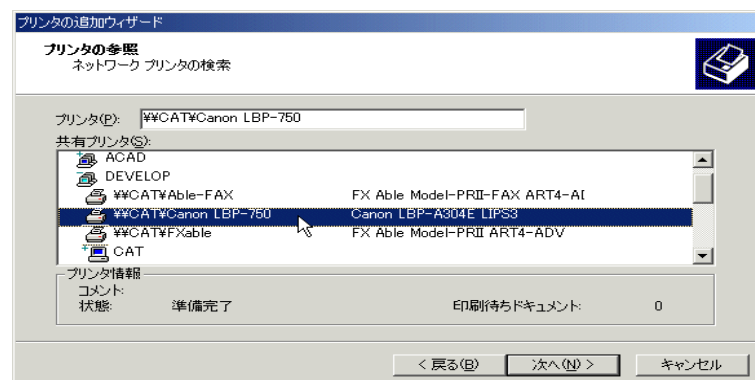 プリンタの追加ウィザード
プリンタの参照
ネットワーク プリンタの検索
プリンタ(P): ¥¥CAT¥Canon LBP-750
共有プリンタ(S):
ACAD
DEVELOP
¥¥CAT¥Able-FAX FX Able Model-PRⅡ-FAX ART4-AD
¥¥CAT¥Canon LBP-750 Canon LBP-A304E LIPS3
¥¥CAT¥FXable FX Able Model-PRⅡ ART4-ADV
CAT
プリンタ情報
コメント:
状態: 準備完了 印刷待ちドキュメント: 0
< 戻る(B) 次へ(N) > キャンセル